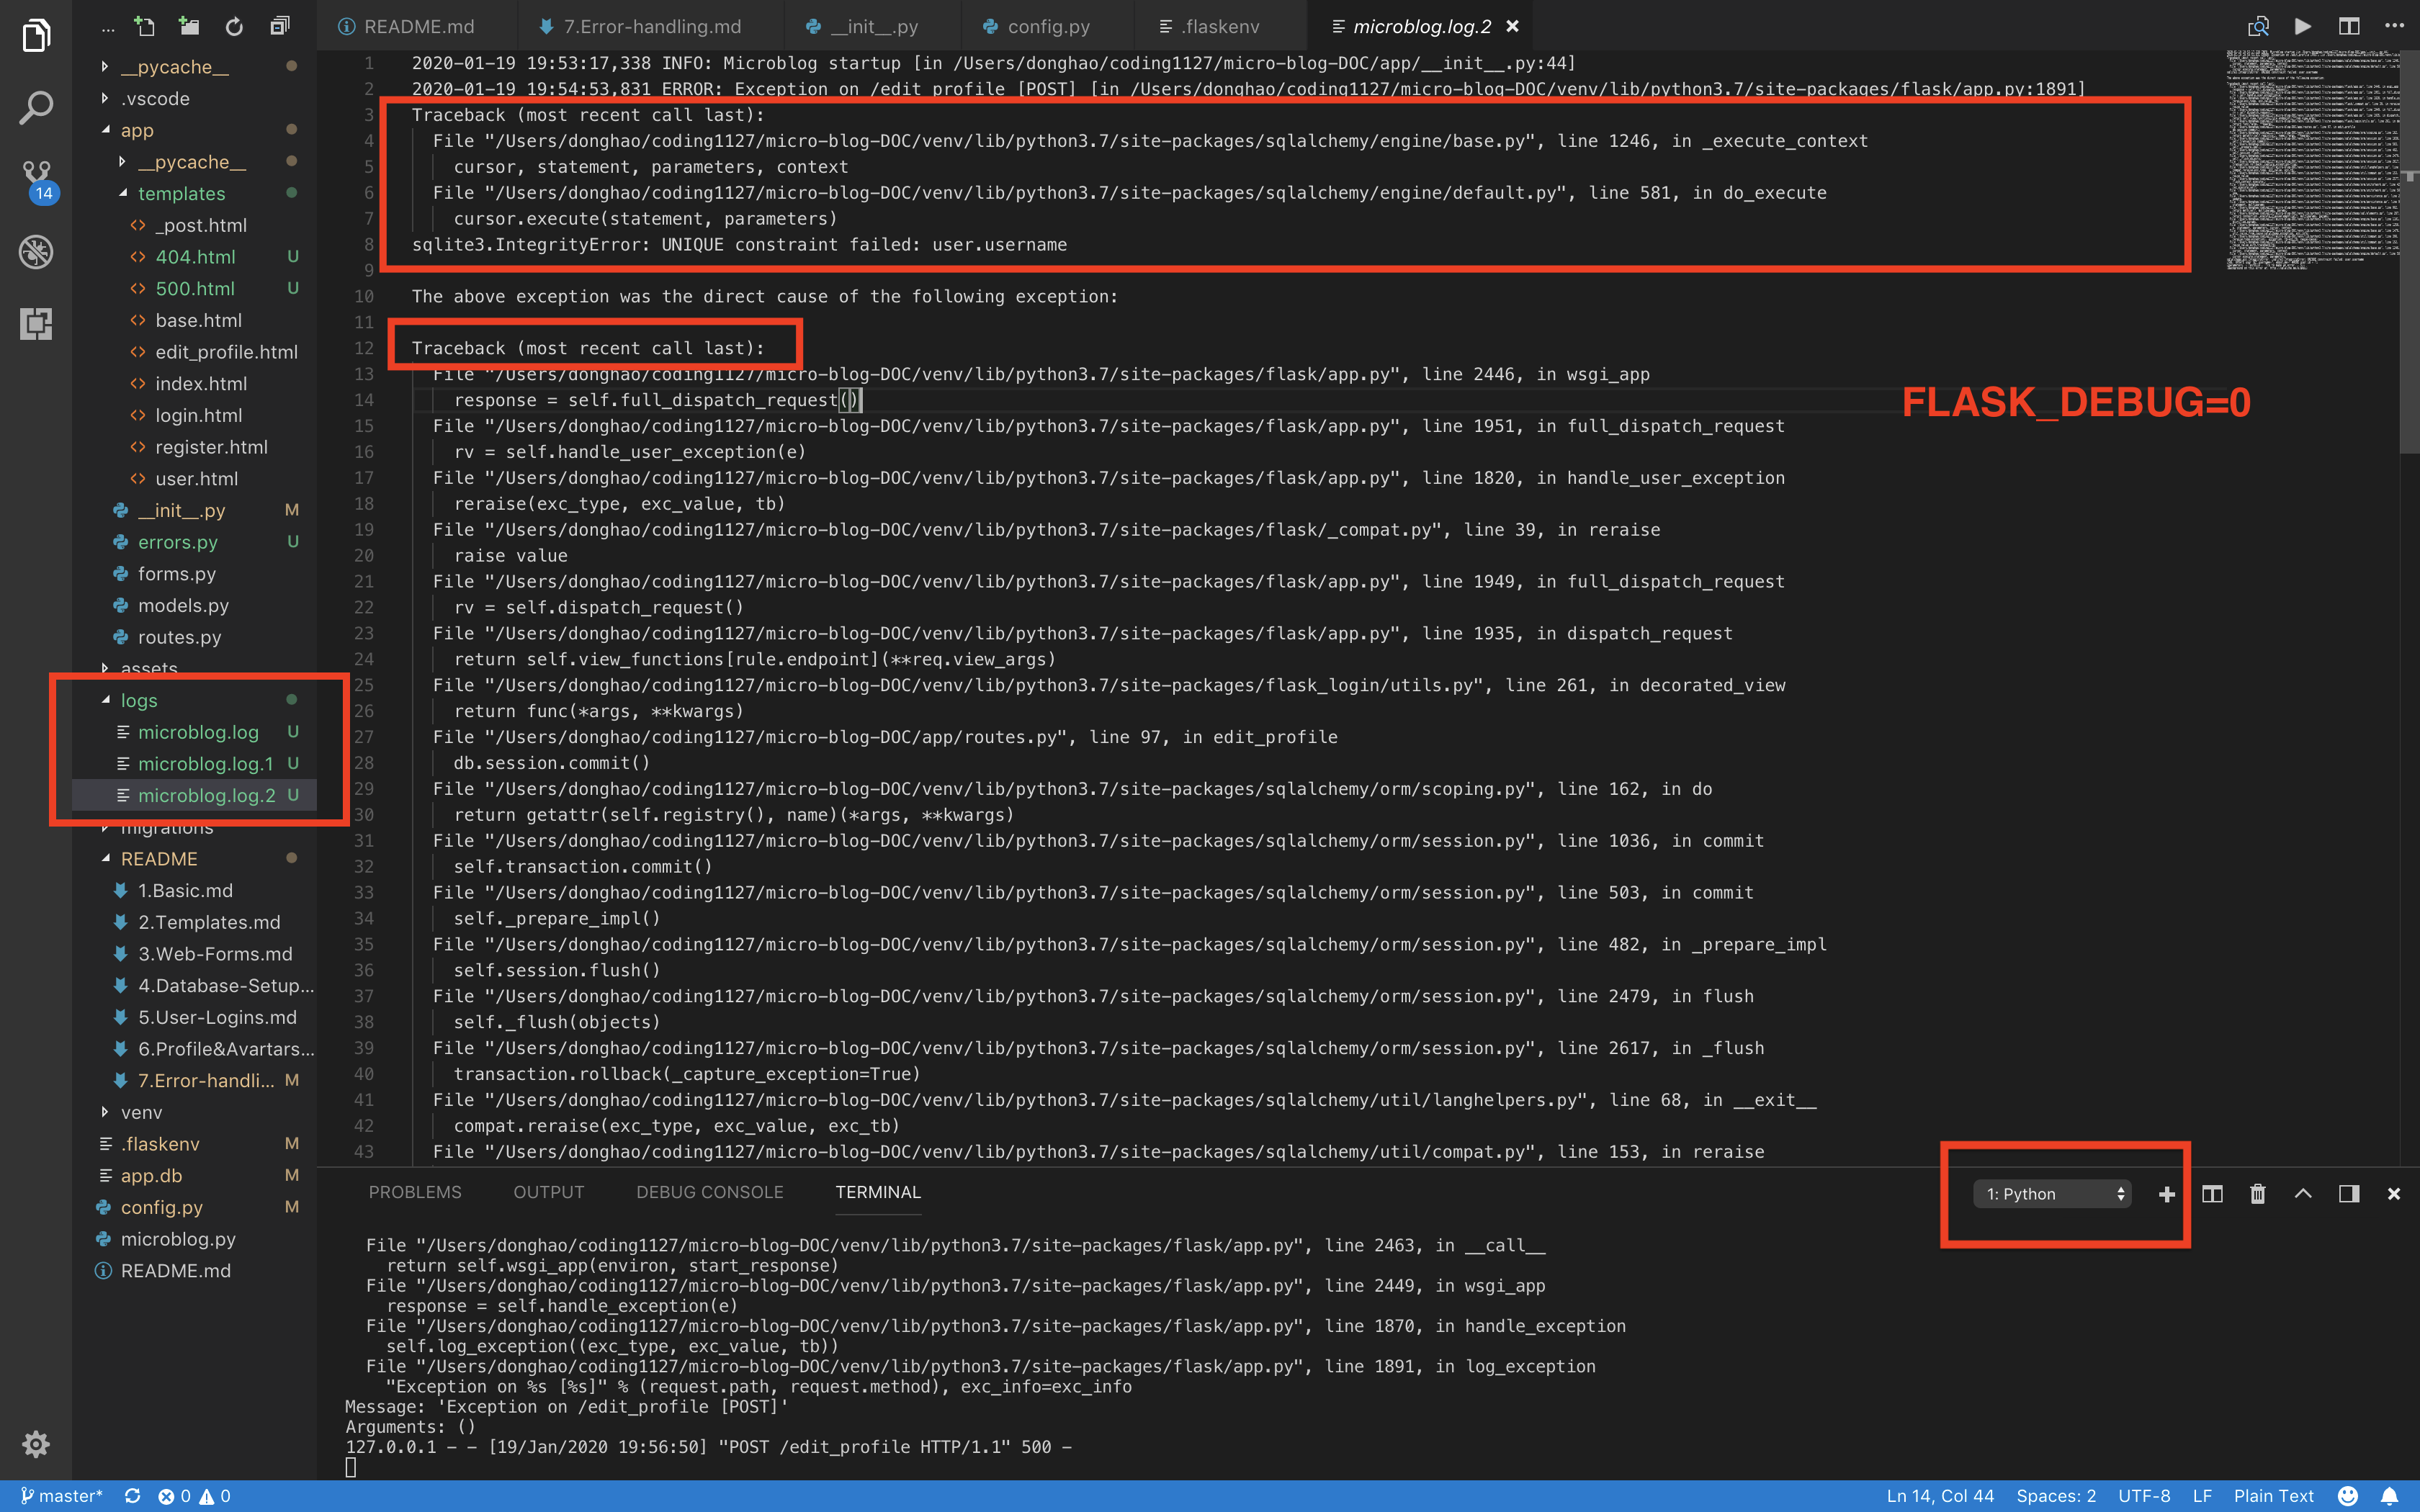 README.md
7.Error-handling.md
__init__.py
config.py
.flaskenv
microblog.log.2
...
__pycache__
.vscode
app
__pycache__
templates
_post.html
404.html U
500.html U
base.html
edit_profile.html
index.html
login.html
register.html
user.html
__init__.py M
errors.py U
forms.py
models.py
routes.py
assets
logs
microblog.log U
microblog.log.1 U
microblog.log.2 U
migrations
README
1.Basic.md
2.Templates.md
3.Web-Forms.md
4.Database-Setup...
5.User-Logins.md
6.Profile&Avartars...
7.Error-handli... M
venv
.flaskenv M
app.db M
config.py M
microblog.py
README.md
14
1 2020-01-19 19:53:17,338 INFO: Microblog startup [in /Users/donghao/coding1127/micro-blog-DOC/app/__init__.py:44]
2 2020-01-19 19:54:53,831 ERROR: Exception on /edit_profile [POST] [in /Users/donghao/coding1127/micro-blog-DOC/venv/lib/python3.7/site-packages/flask/app.py:1891]
3 Traceback (most recent call last):
4 File "/Users/donghao/coding1127/micro-blog-DOC/venv/lib/python3.7/site-packages/sqlalchemy/engine/base.py", line 1246, in _execute_context
5 cursor, statement, parameters, context
6 File "/Users/donghao/coding1127/micro-blog-DOC/venv/lib/python3.7/site-packages/sqlalchemy/engine/default.py", line 581, in do_execute
7 cursor.execute(statement, parameters)
8 sqlite3.IntegrityError: UNIQUE constraint failed: user.username
9
10 The above exception was the direct cause of the following exception:
11
12 Traceback (most recent call last):
13 File "/Users/donghao/coding1127/micro-blog-DOC/venv/lib/python3.7/site-packages/flask/app.py", line 2446, in wsgi_app
14 response = self.full_dispatch_request()
FLASK_DEBUG=0
15 File "/Users/donghao/coding1127/micro-blog-DOC/venv/lib/python3.7/site-packages/flask/app.py", line 1951, in full_dispatch_request
16 rv = self.handle_user_exception(e)
17 File "/Users/donghao/coding1127/micro-blog-DOC/venv/lib/python3.7/site-packages/flask/app.py", line 1820, in handle_user_exception
18 reraise(exc_type, exc_value, tb)
19 File "/Users/donghao/coding1127/micro-blog-DOC/venv/lib/python3.7/site-packages/flask/_compat.py", line 39, in reraise
20 raise value
21 File "/Users/donghao/coding1127/micro-blog-DOC/venv/lib/python3.7/site-packages/flask/app.py", line 1949, in full_dispatch_request
22 rv = self.dispatch_request()
23 File "/Users/donghao/coding1127/micro-blog-DOC/venv/lib/python3.7/site-packages/flask/app.py", line 1935, in dispatch_request
24 return self.view_functions[rule.endpoint](**req.view_args)
25 File "/Users/donghao/coding1127/micro-blog-DOC/venv/lib/python3.7/site-packages/flask_login/utils.py", line 261, in decorated_view
26 return func(*args, **kwargs)
27 File "/Users/donghao/coding1127/micro-blog-DOC/app/routes.py", line 97, in edit_profile
28 db.session.commit()
29 File "/Users/donghao/coding1127/micro-blog-DOC/venv/lib/python3.7/site-packages/sqlalchemy/orm/scoping.py", line 162, in do
30 return getattr(self.registry(), name)(*args, **kwargs)
31 File "/Users/donghao/coding1127/micro-blog-DOC/venv/lib/python3.7/site-packages/sqlalchemy/orm/session.py", line 1036, in commit
32 self.transaction.commit()
33 File "/Users/donghao/coding1127/micro-blog-DOC/venv/lib/python3.7/site-packages/sqlalchemy/orm/session.py", line 503, in commit
34 self._prepare_impl()
35 File "/Users/donghao/coding1127/micro-blog-DOC/venv/lib/python3.7/site-packages/sqlalchemy/orm/session.py", line 482, in _prepare_impl
36 self.session.flush()
37 File "/Users/donghao/coding1127/micro-blog-DOC/venv/lib/python3.7/site-packages/sqlalchemy/orm/session.py", line 2479, in flush
38 self._flush(objects)
39 File "/Users/donghao/coding1127/micro-blog-DOC/venv/lib/python3.7/site-packages/sqlalchemy/orm/session.py", line 2617, in _flush
40 transaction.rollback(_capture_exception=True)
41 File "/Users/donghao/coding1127/micro-blog-DOC/venv/lib/python3.7/site-packages/sqlalchemy/util/langhelpers.py", line 68, in __exit__
42 compat.reraise(exc_type, exc_value, exc_tb)
43 File "/Users/donghao/coding1127/micro-blog-DOC/venv/lib/python3.7/site-packages/sqlalchemy/util/compat.py", line 153, in reraise
PROBLEMS OUTPUT DEBUG CONSOLE TERMINAL 1: Python
File "/Users/donghao/coding1127/micro-blog-DOC/venv/lib/python3.7/site-packages/flask/app.py", line 2463, in __call__
return self.wsgi_app(environ, start_response)
File "/Users/donghao/coding1127/micro-blog-DOC/venv/lib/python3.7/site-packages/flask/app.py", line 2449, in wsgi_app
response = self.handle_exception(e)
File "/Users/donghao/coding1127/micro-blog-DOC/venv/lib/python3.7/site-packages/flask/app.py", line 1870, in handle_exception
self.log_exception((exc_type, exc_value, tb))
File "/Users/donghao/coding1127/micro-blog-DOC/venv/lib/python3.7/site-packages/flask/app.py", line 1891, in log_exception
"Exception on %s [%s]" % (request.path, request.method), exc_info=exc_info
Message: 'Exception on /edit_profile [POST]'
Arguments: ()
127.0.0.1 - - [19/Jan/2020 19:56:50] "POST /edit_profile HTTP/1.1" 500 -
master* 0 0 Ln 14, Col 44 Spaces: 2 UTF-8 LF Plain Text